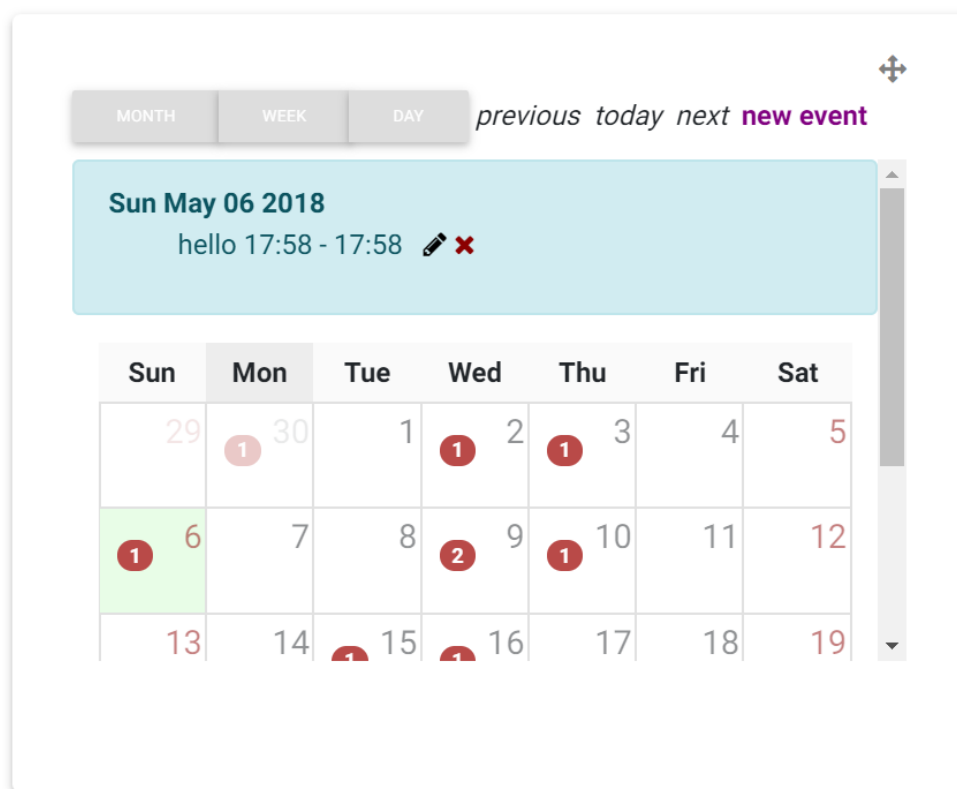 MONTH WEEK DAY previous today next new event
Sun May 06 2018
hello 17:58 - 17:58
Sun Mon Tue Wed Thu Fri Sat
29 1 30 1 1 2 1 3 4 5
1 6 7 8 2 9 1 10 11 12
13 14 1 15 1 16 17 18 19